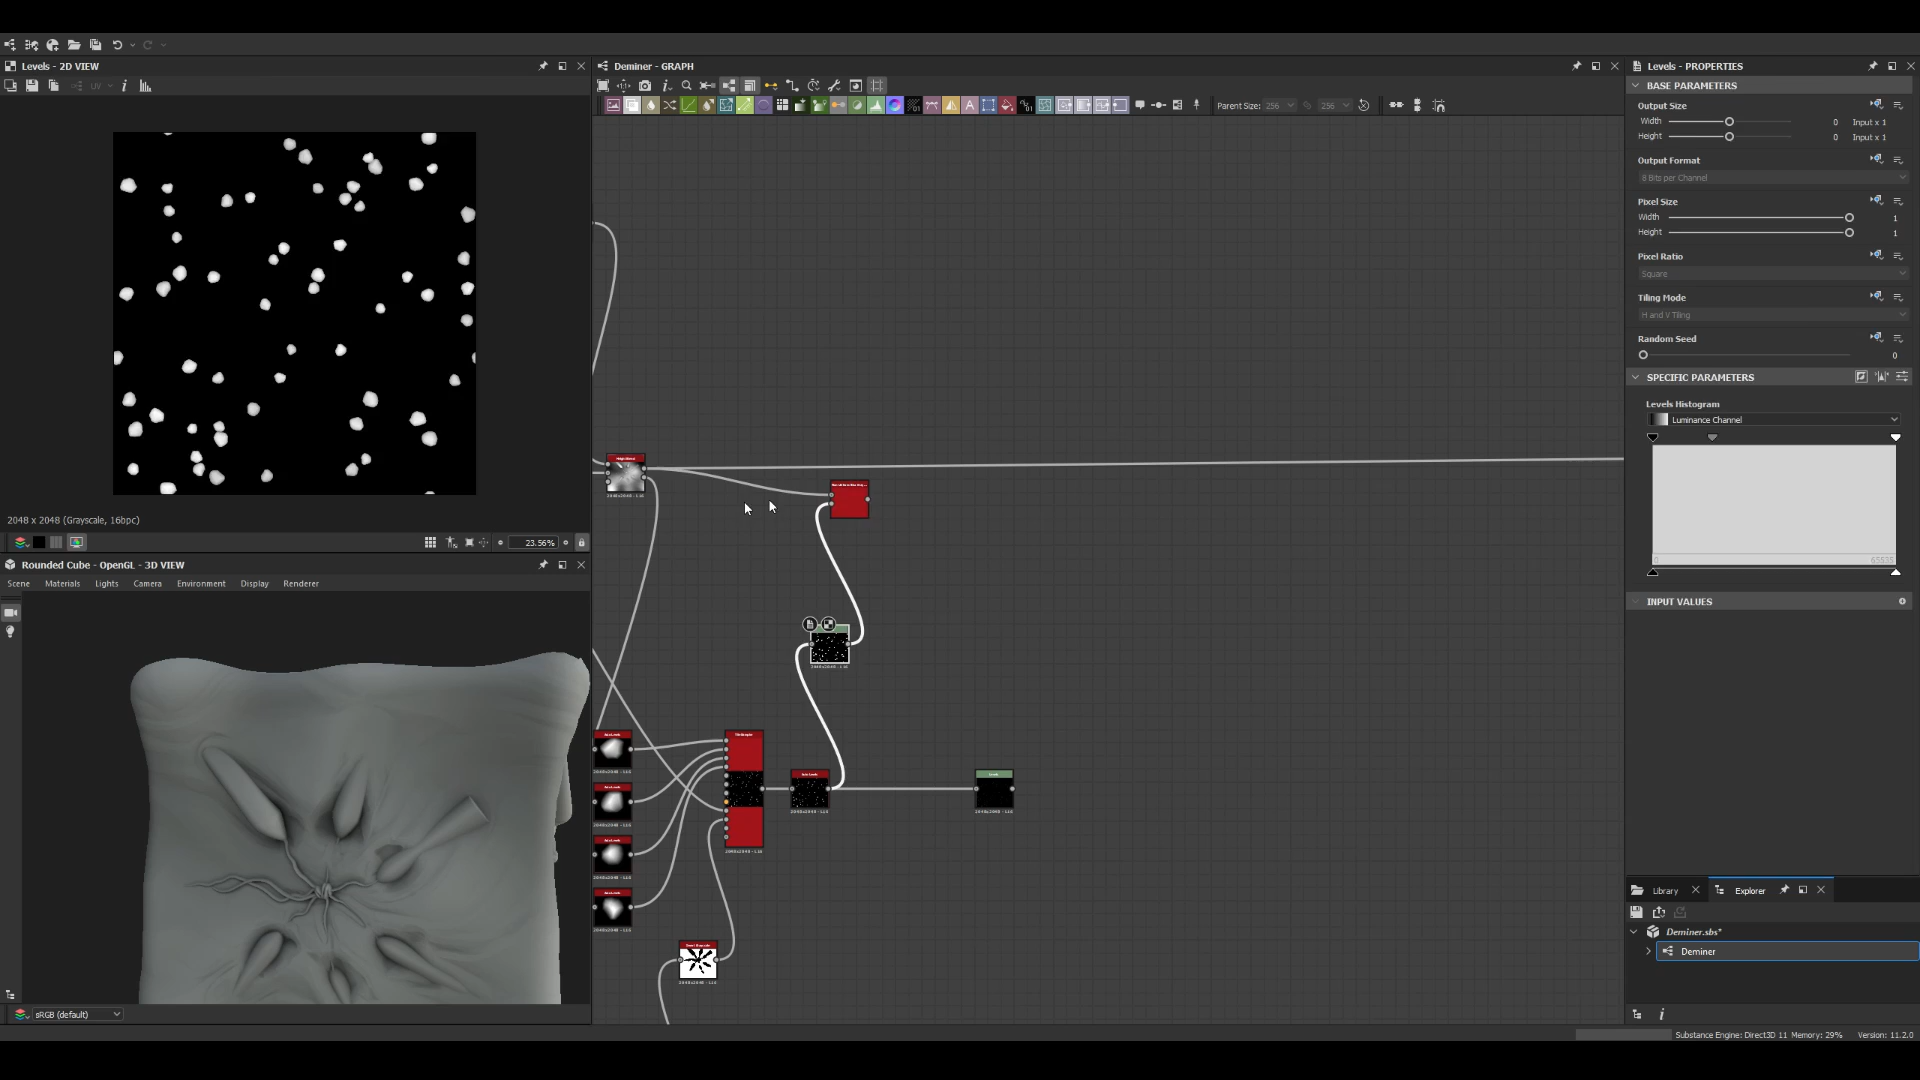 Levels - 2D VIEW
UV
2048 x 2048 (Grayscale, 16bpc)
23.56%
Rounded Cube - OpenGL - 3D VIEW
Scene Materials Lights Camera Environment Display Renderer
sRGB (default)
Deminer - GRAPH
Parent Size: 256 256
Levels - PROPERTIES
BASE PARAMETERS
Output Size
Width 0 Input x 1
Height 0 Input x 1
Output Format
8 Bits per Channel
Pixel Size
Width 1
Height 1
Pixel Ratio
Square
Tiling Mode
H and V Tiling
Random Seed
0
SPECIFIC PARAMETERS
Levels Histogram
Luminance Channel
0 65535
INPUT VALUES
Library Explorer
Deminer.sbs*
Deminer
Substance Engine: Direct3D 11 Memory: 29% Version: 11.2.0